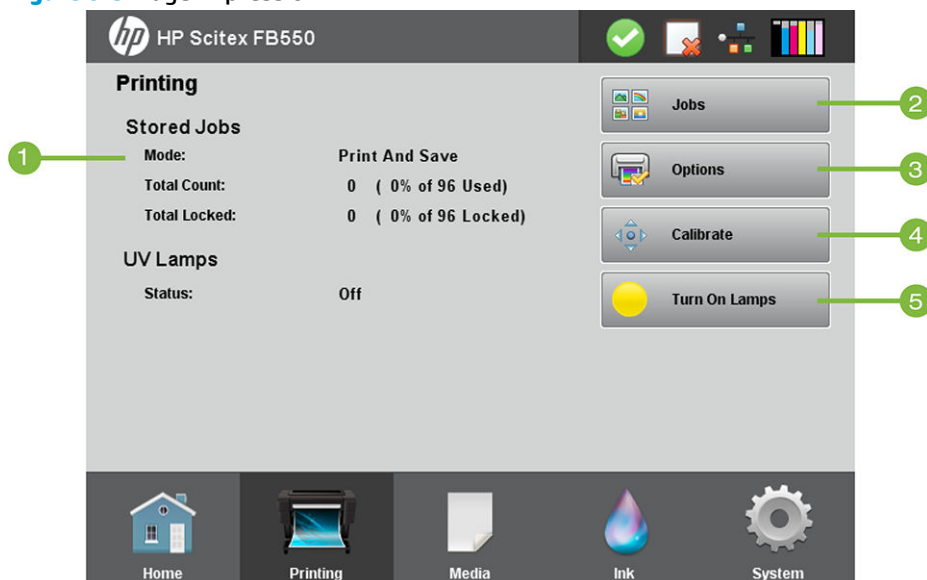 HP Scitex FB550
Printing
Stored Jobs
Mode: Print And Save
Total Count: 0 ( 0% of 96 Used)
Total Locked: 0 ( 0% of 96 Locked)
UV Lamps
Status: Off
1
Jobs 2
Options 3
Calibrate 4
Turn On Lamps 5
Home
Printing
Media
Ink
System